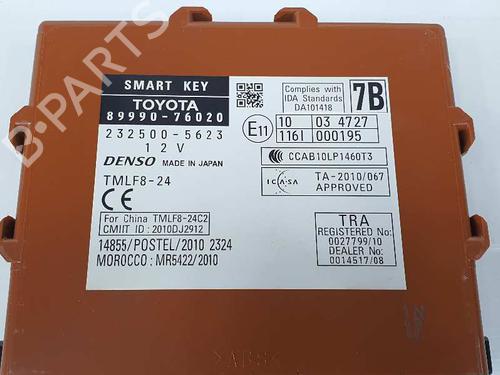 SMART KEY
TOYOTA
89990-76020
232500-5623
12V
DENSO MADE IN JAPAN
TMLF8-24
CE
For China TMLF8-24C2
CMIIT ID : 2010DJ2912
14855/POSTEL/2010 2324
MOROCCO : MR5422/2010
Complies with
IDA Standards
DA101418
7B
E11
10 03 4727
116I 000195
CCAB10LP1460T3
ICASA
TA-2010/067
APPROVED
TRA
REGISTERED No:
0027799/10
DEALER No:
0014517/08
>ABS<
B-Parts